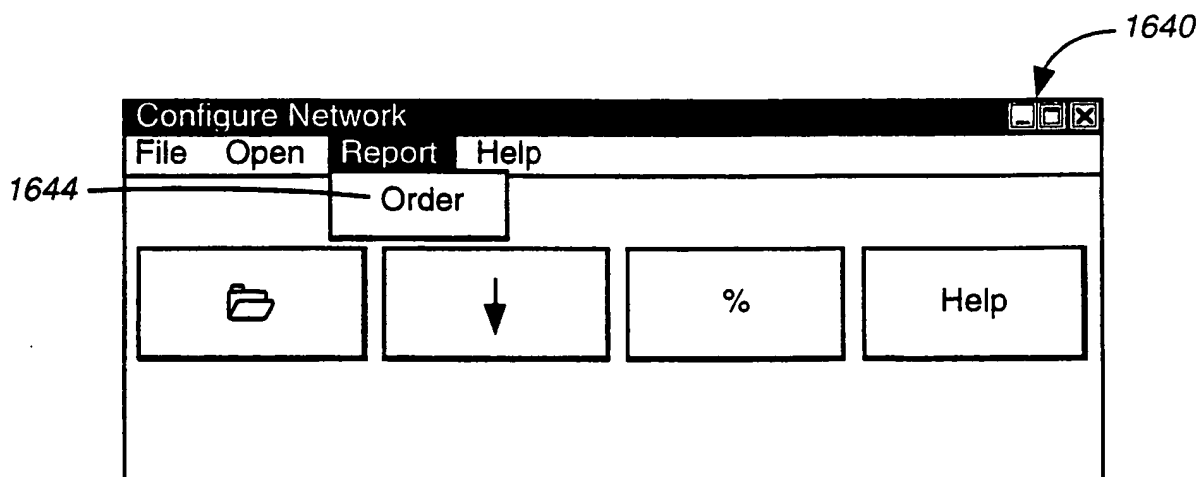 1640
Configure Network
File Open Report Help
1644
Order
% Help